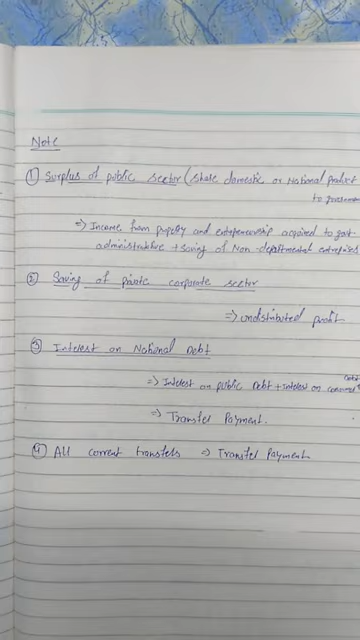 Note
① Surplus of public sector (share domestic or National product
to government
⇒ Income from property and entrepreneurship acquired to govt
administrative + saving of Non-departmental enterprises
② Saving of private corporate sector
⇒ undistributed profit.
③ Interest on National Debt
⇒ Interest on public Debt + interest on consumer Debt
⇒ Transfer Payment.
④ All current transfers ⇒ Transfer Payment